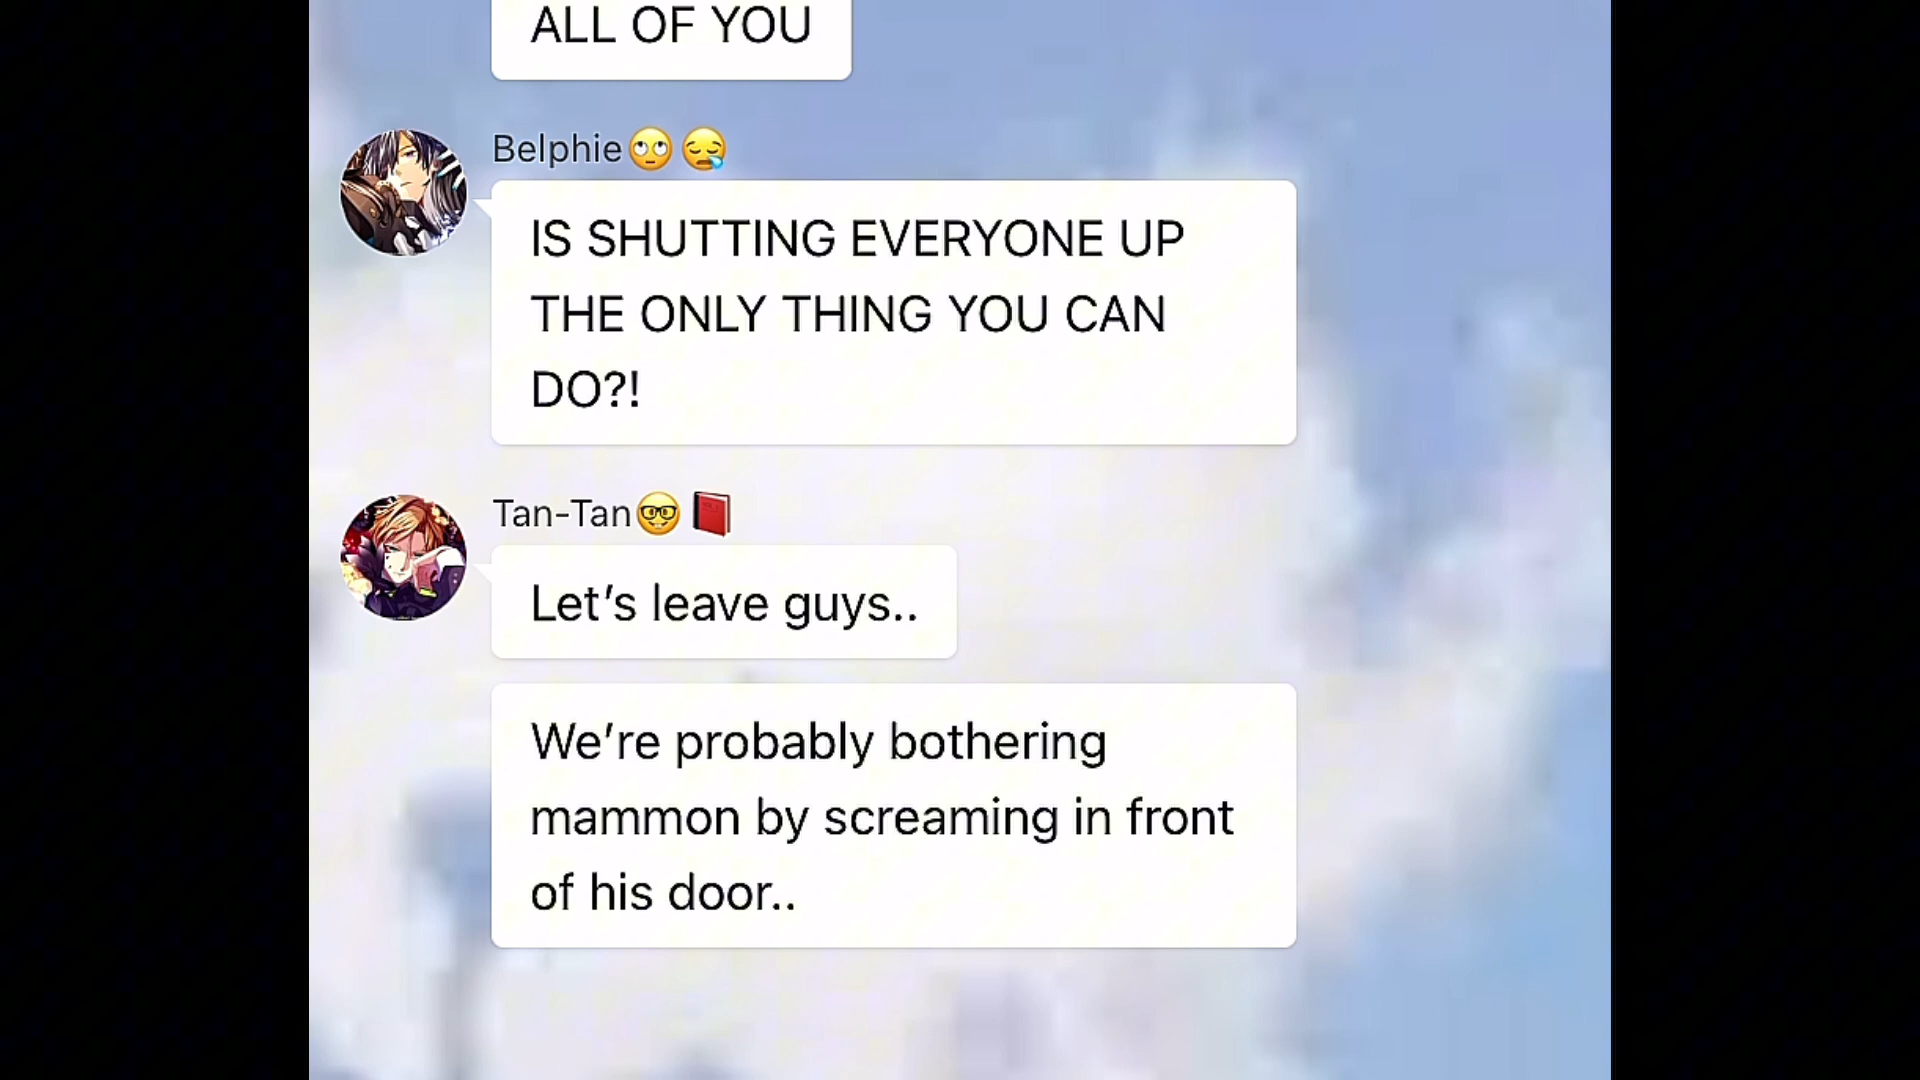 ALL OF YOU
Belphie🙄😪
IS SHUTTING EVERYONE UP
THE ONLY THING YOU CAN
DO?!
Tan-Tan🤓📕
Let’s leave guys..
We’re probably bothering
mammon by screaming in front
of his door..